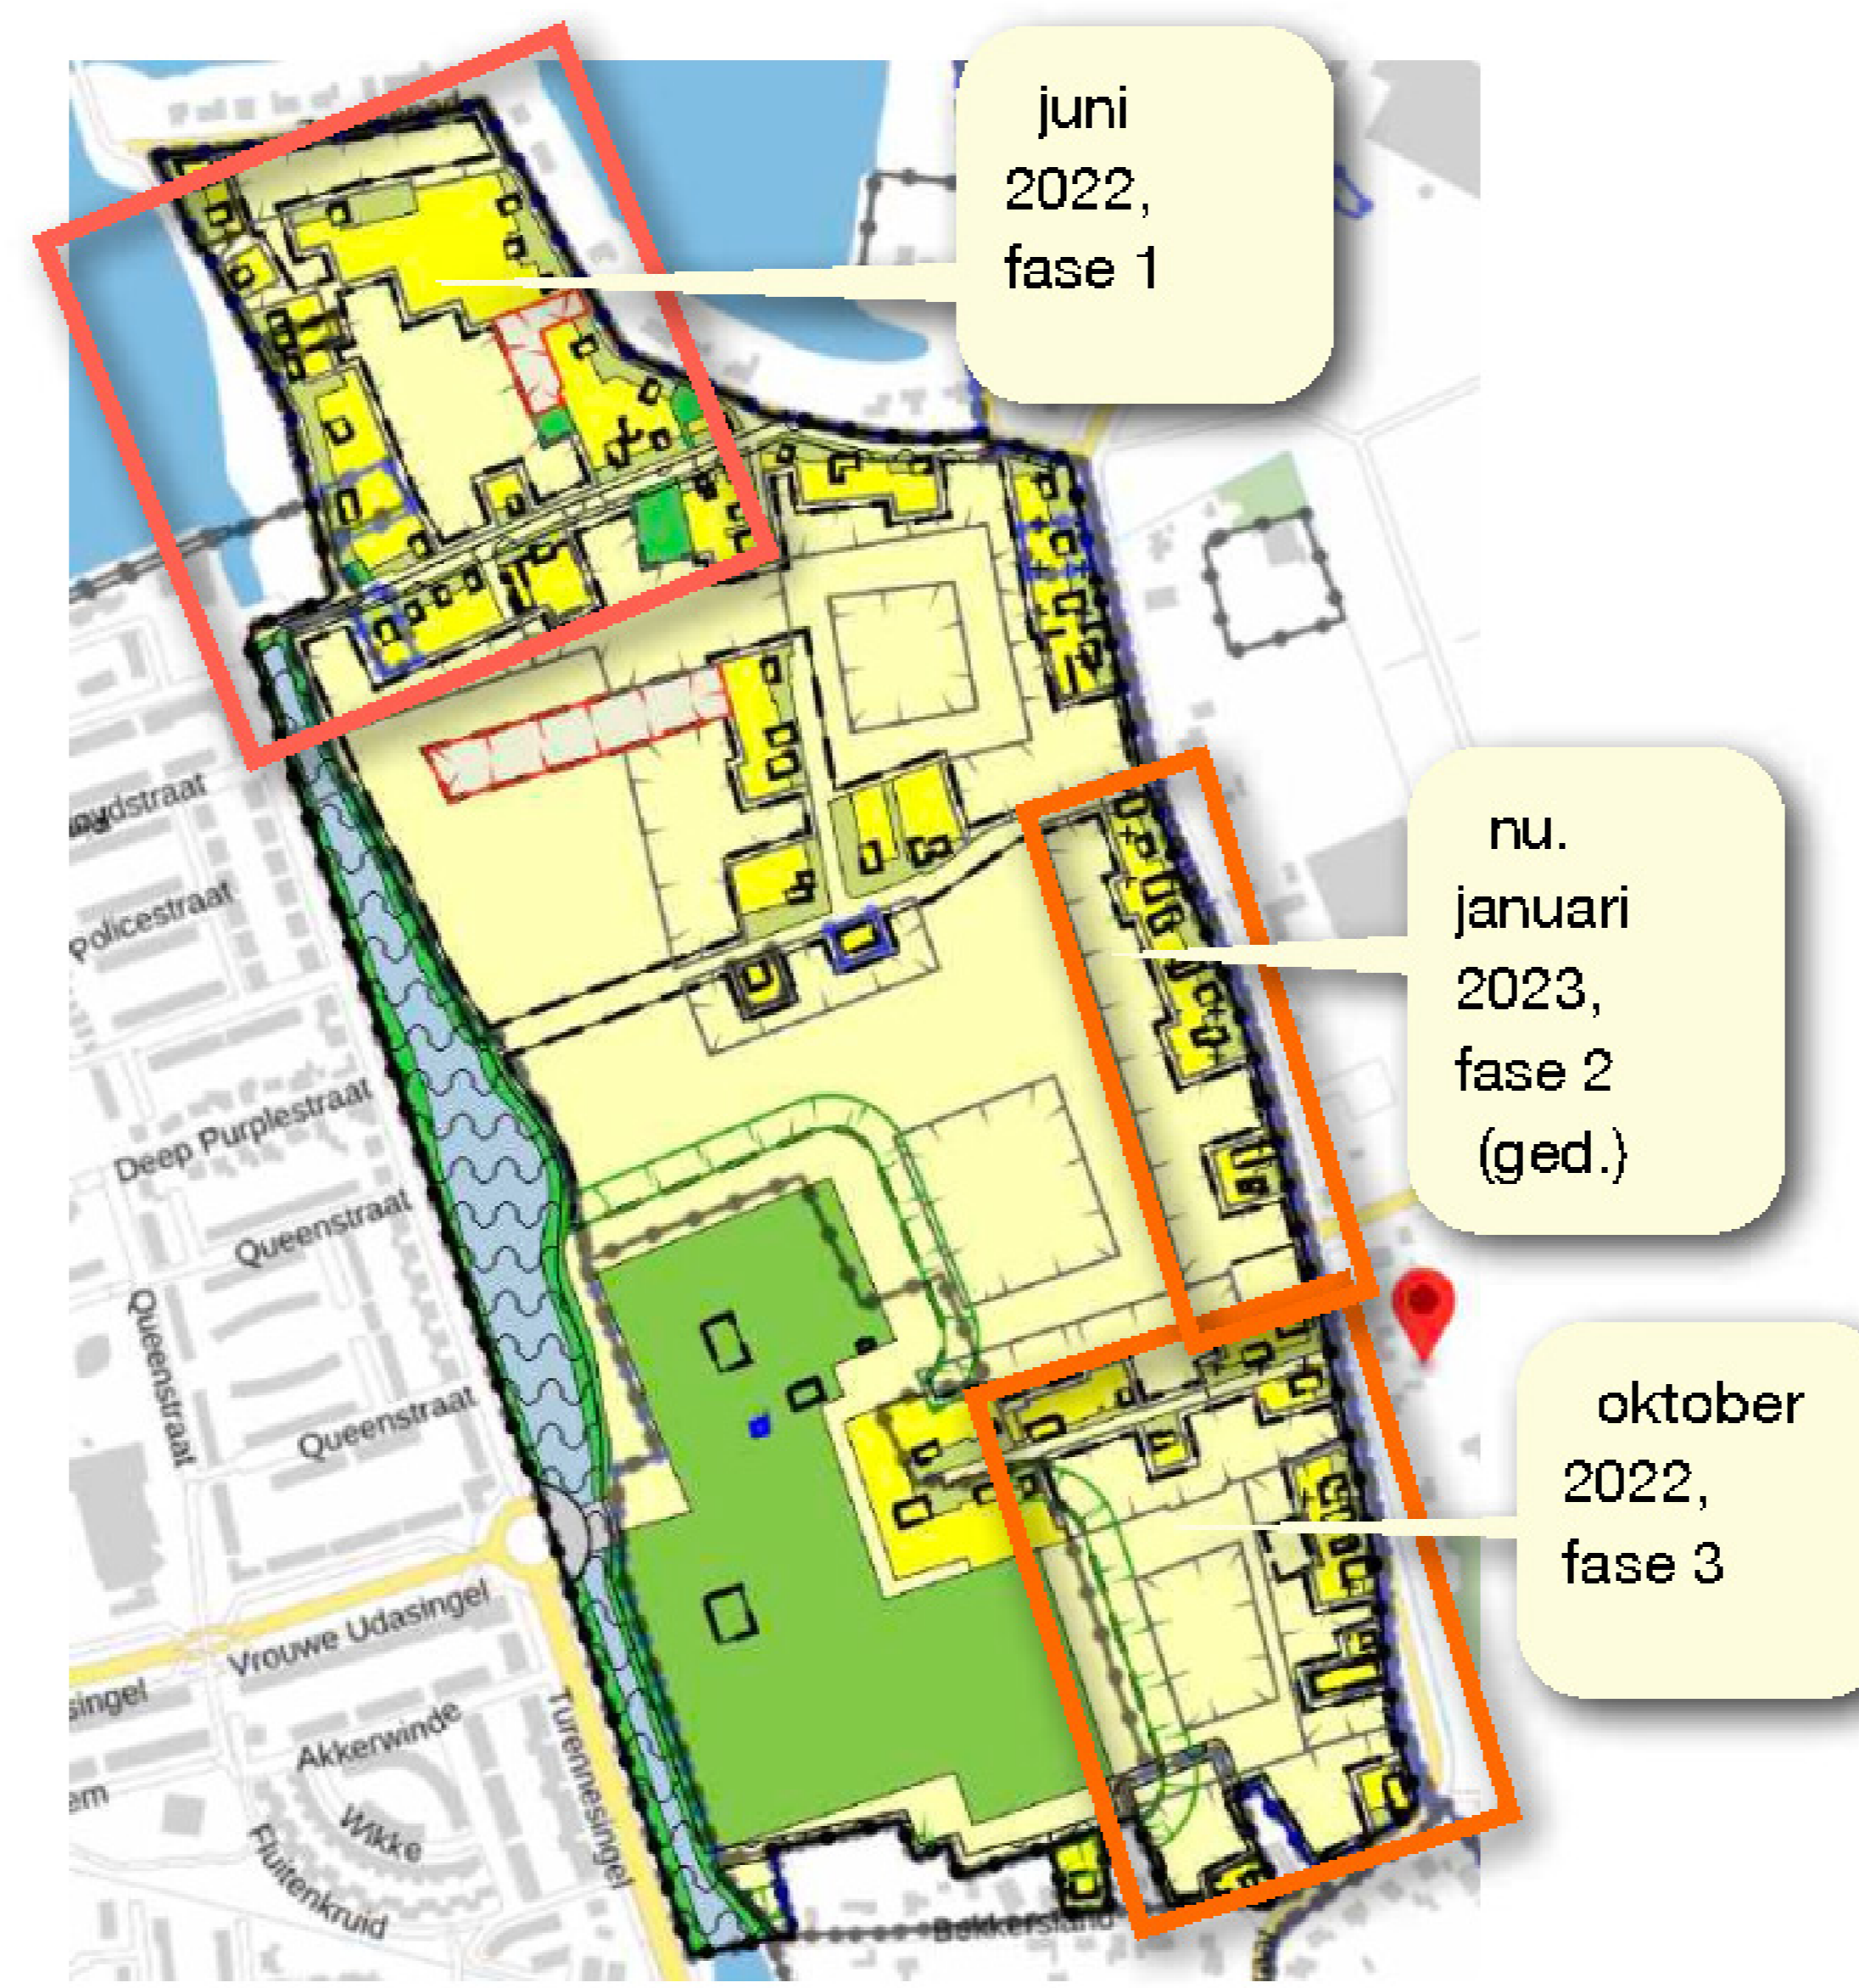 juni
2022,
fase 1
nu.
januari
2023,
fase 2
(ged.)
oktober
2022,
fase 3
Policestraat
Deep Purplestraat
Queenstraat
Queenstraat
Queenstraat
Vrouwe Udasingel
singel
Akkerwinde
Wikke
Fluitenkruid
Turennesingel
Bekkersland